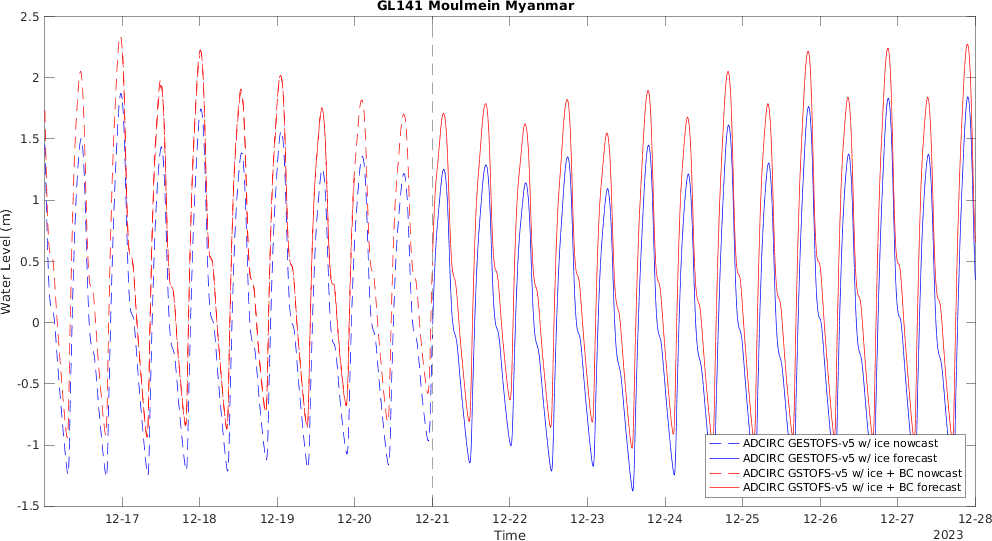 GL141 Moulmein Myanmar
2.5
2
1.5
1
0.5
0
-0.5
-1
-1.5
Water Level (m)
12-17 12-18 12-19 12-20 12-21 12-22 12-23 12-24 12-25 12-26 12-27 12-28
Time
2023
ADCIRC GESTOFS-v5 w/ ice nowcast
ADCIRC GESTOFS-v5 w/ ice forecast
ADCIRC GSTOFS-v5 w/ ice + BC nowcast
ADCIRC GSTOFS-v5 w/ ice + BC forecast